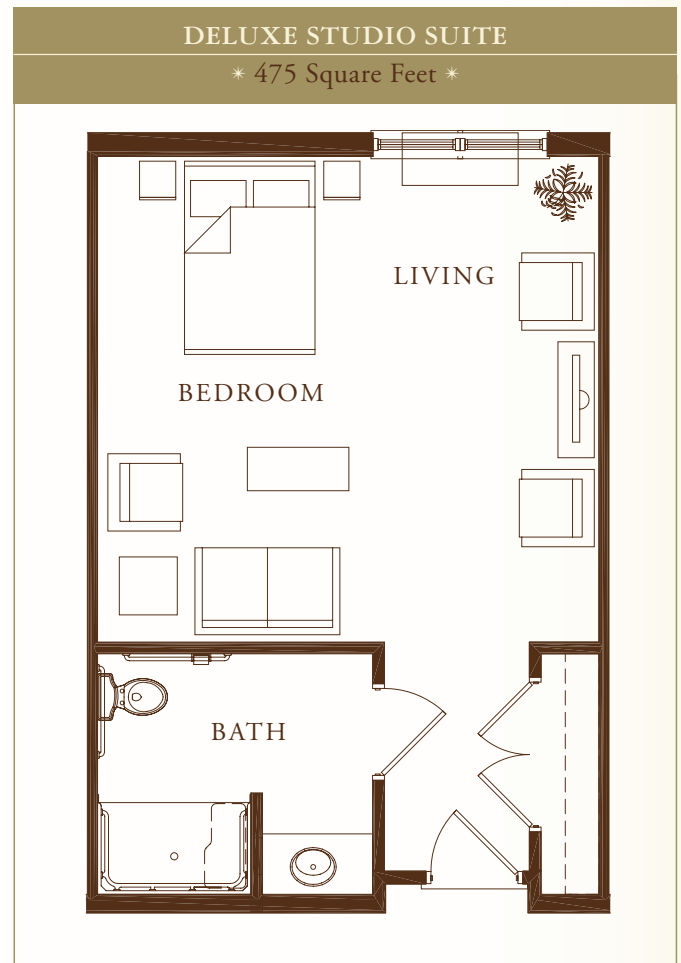 DELUXE STUDIO SUITE
✴ 475 Square Feet ✴
LIVING
BEDROOM
BATH